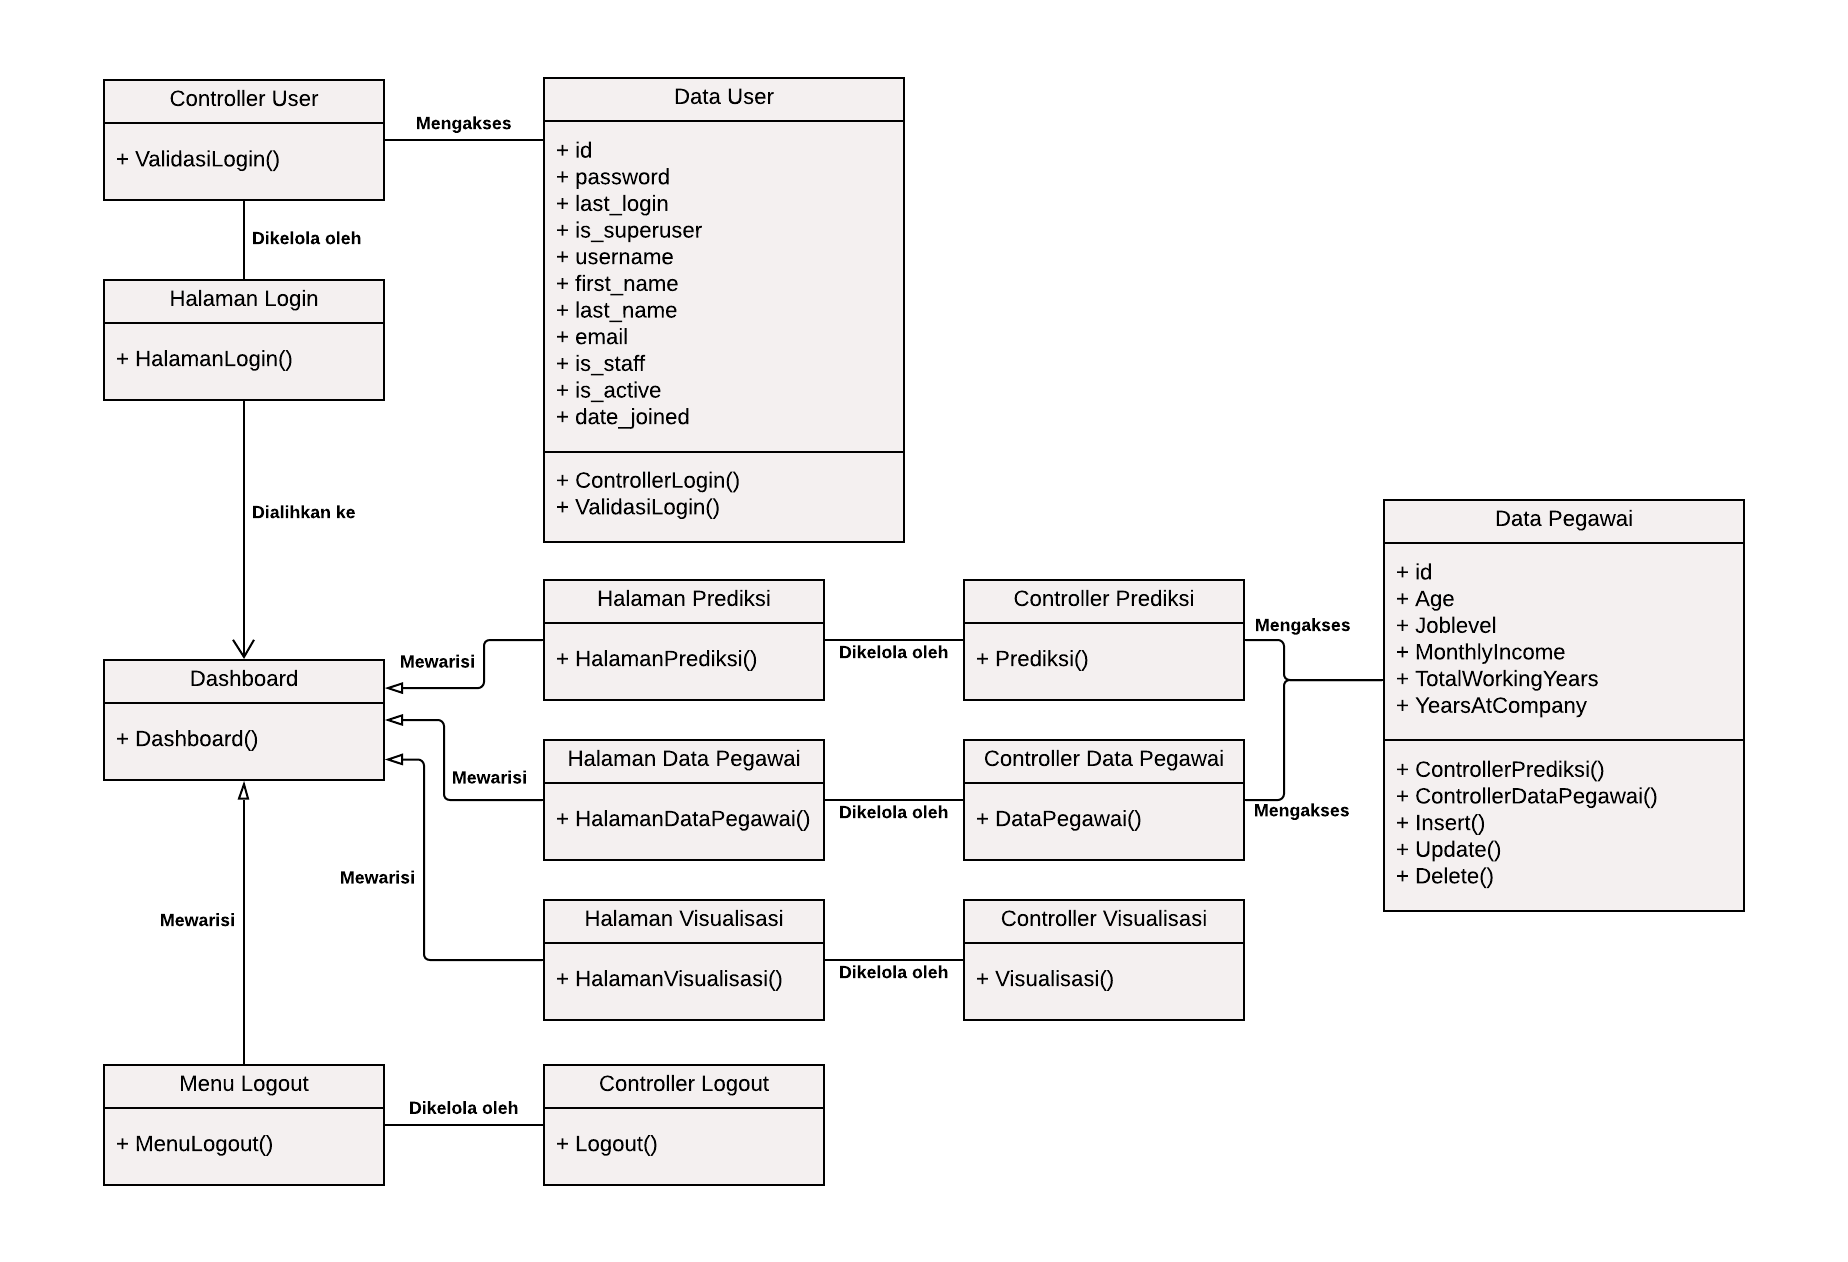 Controller User
+ ValidasiLogin()
Mengakses
Data User
+ id
+ password
+ last_login
+ is_superuser
+ username
+ first_name
+ last_name
+ email
+ is_staff
+ is_active
+ date_joined
+ ControllerLogin()
+ ValidasiLogin()
Dikelola oleh
Halaman Login
+ HalamanLogin()
Dialihkan ke
Dashboard
+ Dashboard()
Mewarisi
Halaman Prediksi
+ HalamanPrediksi()
Dikelola oleh
Controller Prediksi
+ Prediksi()
Mengakses
Data Pegawai
+ id
+ Age
+ Joblevel
+ MonthlyIncome
+ TotalWorkingYears
+ YearsAtCompany
+ ControllerPrediksi()
+ ControllerDataPegawai()
+ Insert()
+ Update()
+ Delete()
Mewarisi
Halaman Data Pegawai
+ HalamanDataPegawai()
Dikelola oleh
Controller Data Pegawai
+ DataPegawai()
Mengakses
Mewarisi
Halaman Visualisasi
+ HalamanVisualisasi()
Dikelola oleh
Controller Visualisasi
+ Visualisasi()
Mewarisi
Menu Logout
+ MenuLogout()
Dikelola oleh
Controller Logout
+ Logout()